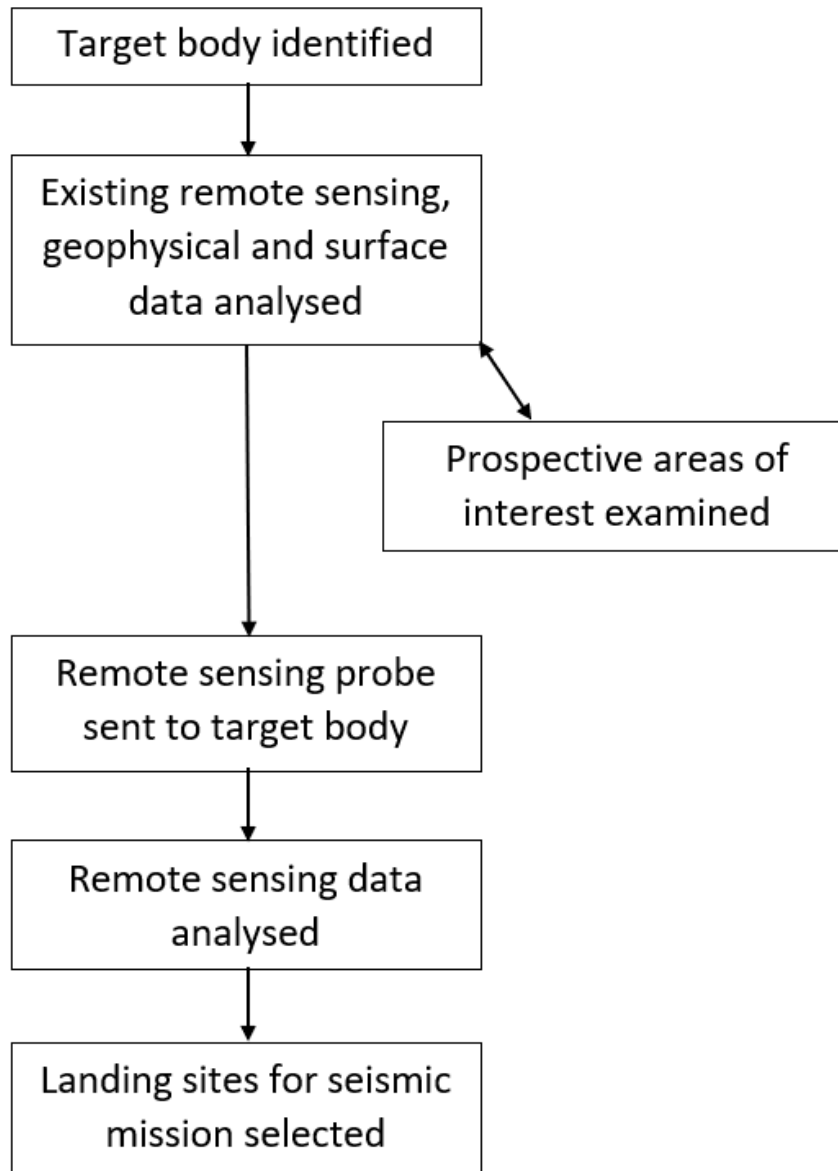 Target body identified
Existing remote sensing,
geophysical and surface
data analysed
Prospective areas of
interest examined
Remote sensing probe
sent to target body
Remote sensing data
analysed
Landing sites for seismic
mission selected